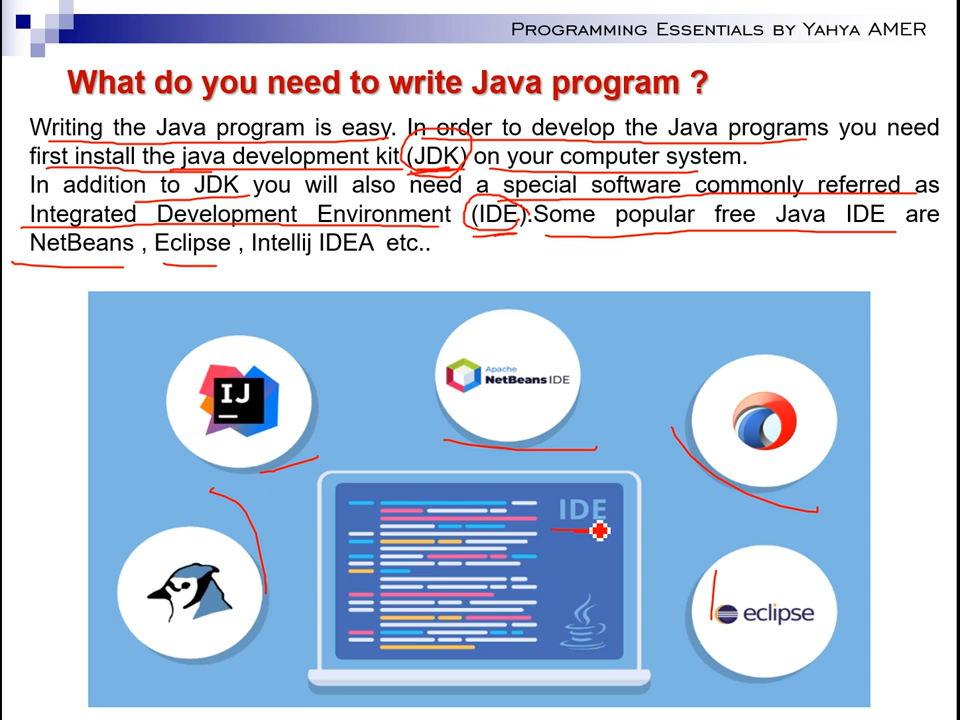 PROGRAMMING ESSENTIALS BY YAHYA AMER
What do you need to write Java program ?
Writing the Java program is easy. In order to develop the Java programs you need
first install the java development kit (JDK) on your computer system.
In addition to JDK you will also need a special software commonly referred as
Integrated Development Environment (IDE).Some popular free Java IDE are
NetBeans , Eclipse , Intellij IDEA etc..
IJ
Apache
NetBeans IDE
IDE
eclipse